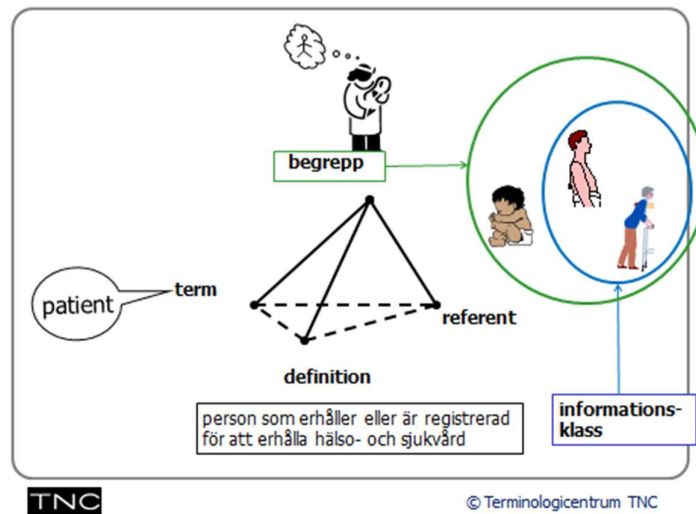 begrepp
patient
term
referent
definition
person som erhåller eller är registrerad
för att erhålla hälso- och sjukvård
informations-
klass
TNC
© Terminologicentrum TNC